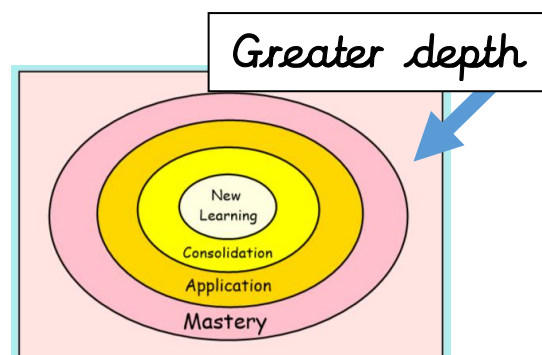 Greater depth
New
Learning
Consolidation
Application
Mastery